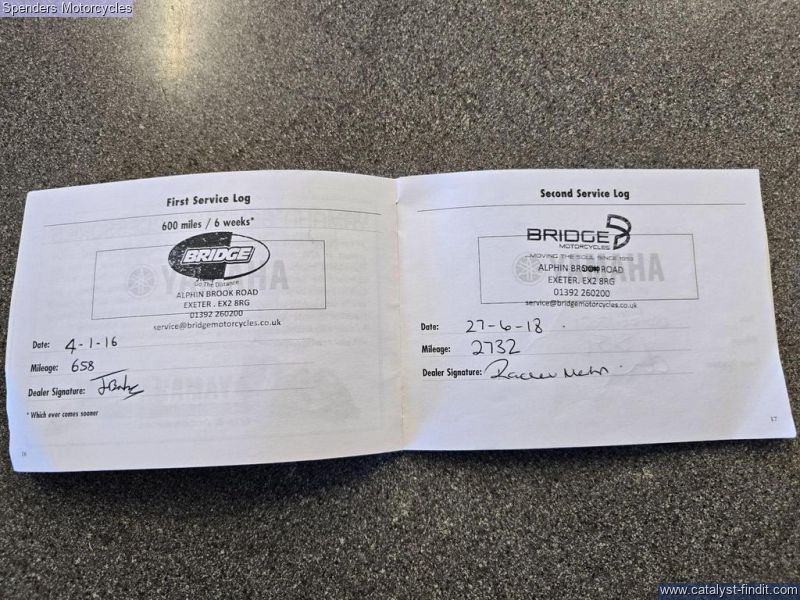 Spenders Motorcycles
First Service Log
600 miles / 6 weeks*
BRIDGE
Go The Distance
ALPHIN BROOK ROAD
EXETER . EX2 8RG
01392 260200
service@bridgemotorcycles.co.uk
Date: 4-1-16
Mileage: 658
Dealer Signature:
* Which ever comes sooner
16
Second Service Log
BRIDGE
MOTORCYCLES
MOVING THE SOUL SINCE 1959
ALPHIN BROOK ROAD
EXETER. EX2 8RG
01392 260200
service@bridgemotorcycles.co.uk
Date: 27-6-18
Mileage: 2732
Dealer Signature:
17
www.catalyst-findit.com